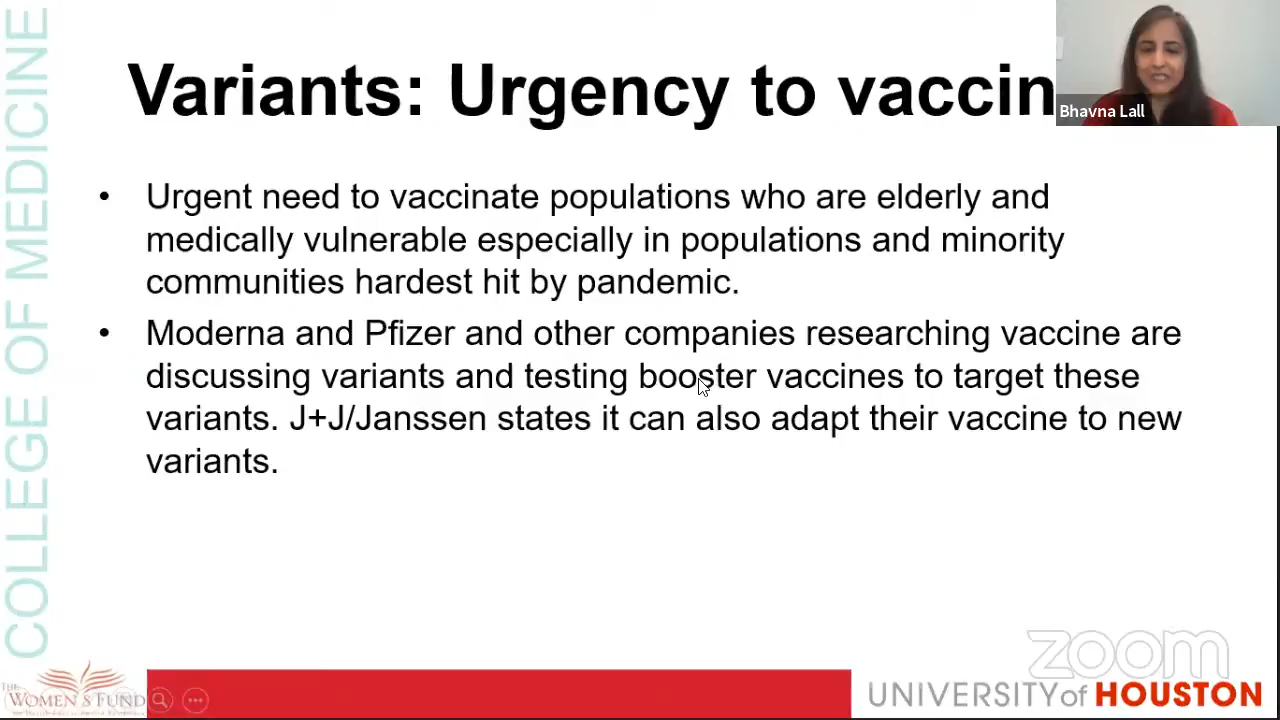 COLLEGE OF MEDICINE
Variants: Urgency to vaccin
Bhavna Lall
• Urgent need to vaccinate populations who are elderly and
medically vulnerable especially in populations and minority
communities hardest hit by pandemic.
• Moderna and Pfizer and other companies researching vaccine are
discussing variants and testing booster vaccines to target these
variants. J+J/Janssen states it can also adapt their vaccine to new
variants.
zoom
THE
WOMEN'S FUND
UNIVERSITY of HOUSTON